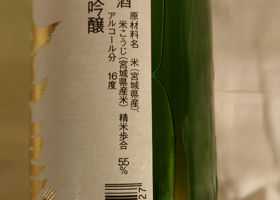 酒
吟醸
原材料名 米(宮城県産)、
米こうじ(宮城県産米) 精米歩合 55%
アルコール分 16度
27